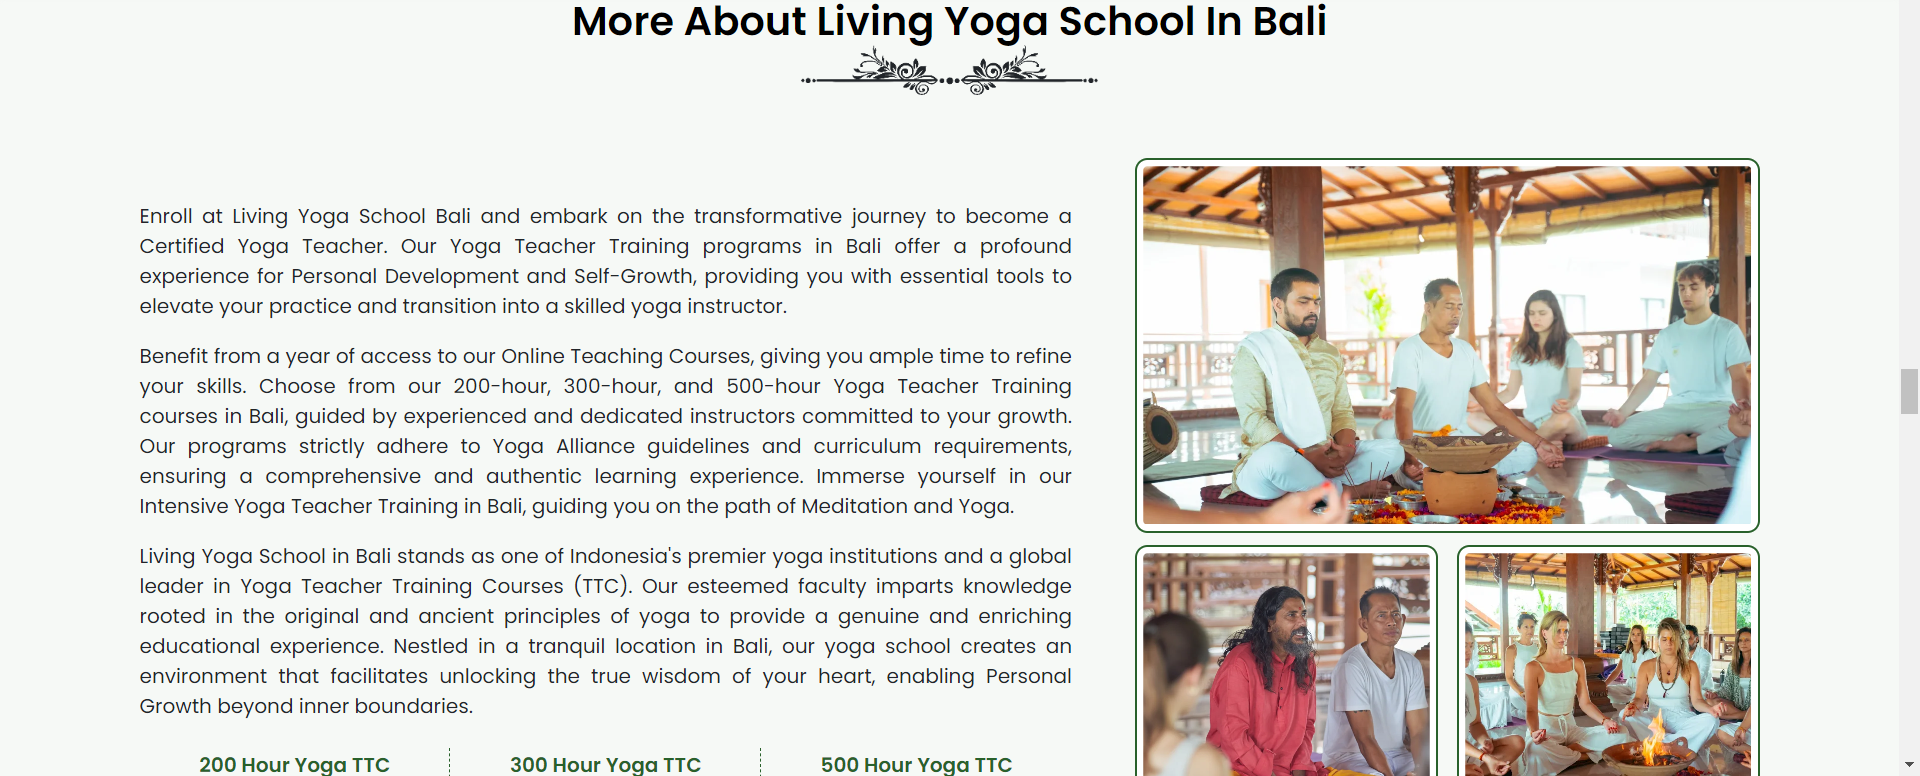 More About Living Yoga School In Bali
Enroll at Living Yoga School Bali and embark on the transformative journey to become a
Certified Yoga Teacher. Our Yoga Teacher Training programs in Bali offer a profound
experience for Personal Development and Self-Growth, providing you with essential tools to
elevate your practice and transition into a skilled yoga instructor.
Benefit from a year of access to our Online Teaching Courses, giving you ample time to refine
your skills. Choose from our 200-hour, 300-hour, and 500-hour Yoga Teacher Training
courses in Bali, guided by experienced and dedicated instructors committed to your growth.
Our programs strictly adhere to Yoga Alliance guidelines and curriculum requirements,
ensuring a comprehensive and authentic learning experience. Immerse yourself in our
Intensive Yoga Teacher Training in Bali, guiding you on the path of Meditation and Yoga.
Living Yoga School in Bali stands as one of Indonesia's premier yoga institutions and a global
leader in Yoga Teacher Training Courses (TTC). Our esteemed faculty imparts knowledge
rooted in the original and ancient principles of yoga to provide a genuine and enriching
educational experience. Nestled in a tranquil location in Bali, our yoga school creates an
environment that facilitates unlocking the true wisdom of your heart, enabling Personal
Growth beyond inner boundaries.
200 Hour Yoga TTC
300 Hour Yoga TTC
500 Hour Yoga TTC